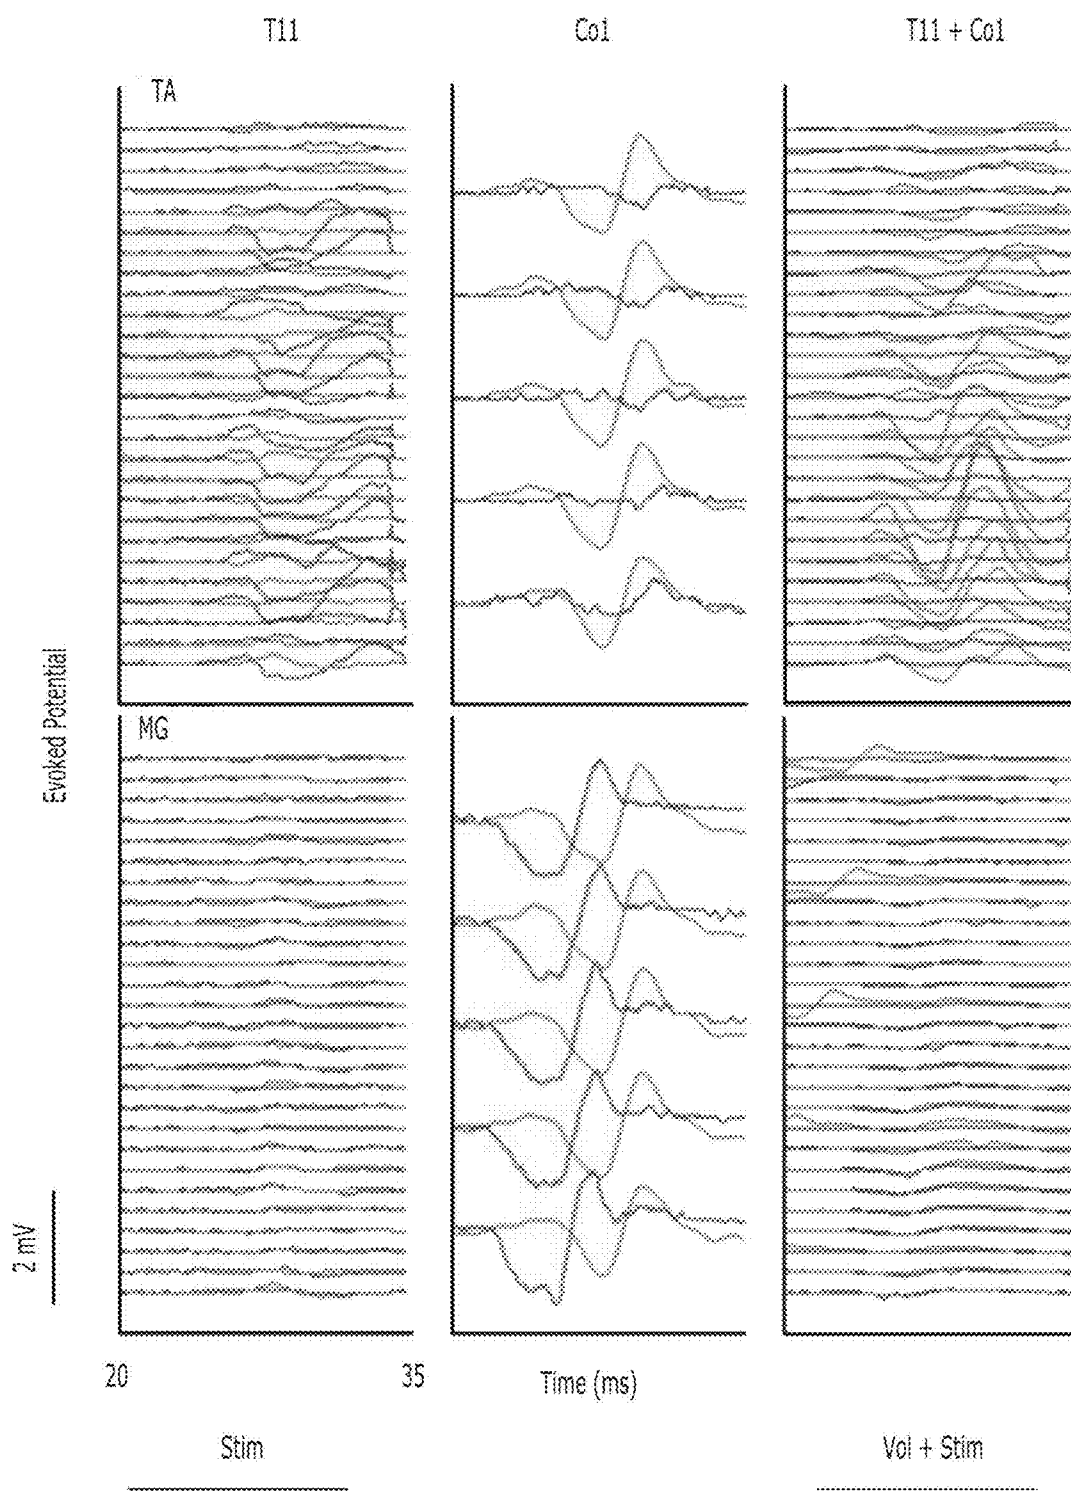 T11 Co1 T11 + Co1
TA
MG
Evoked Potential
2 mV
20 35
Time (ms)
Stim Vol + Stim